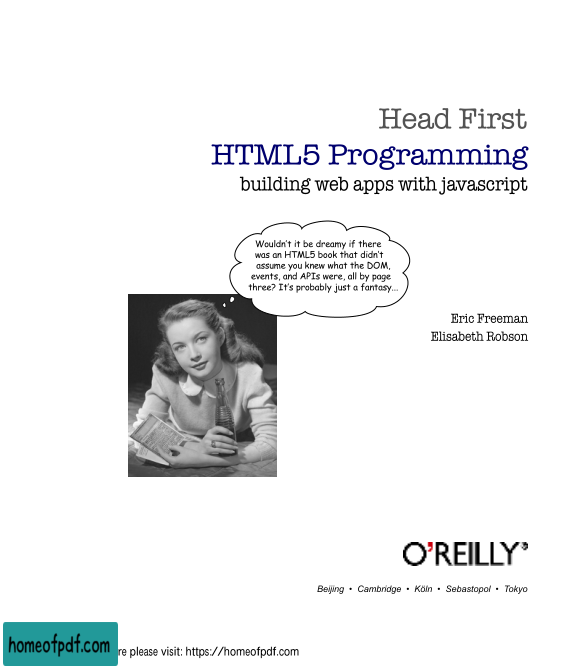 Head First
HTML5 Programming
building web apps with javascript
Wouldn't it be dreamy if there
was an HTML5 book that didn't
assume you knew what the DOM,
events, and APIs were, all by page
three? It's probably just a fantasy...
Eric Freeman
Elisabeth Robson
O'REILLY®
Beijing • Cambridge • Köln • Sebastopol • Tokyo
homeofpdf.com
re please visit: https://homeofpdf.com